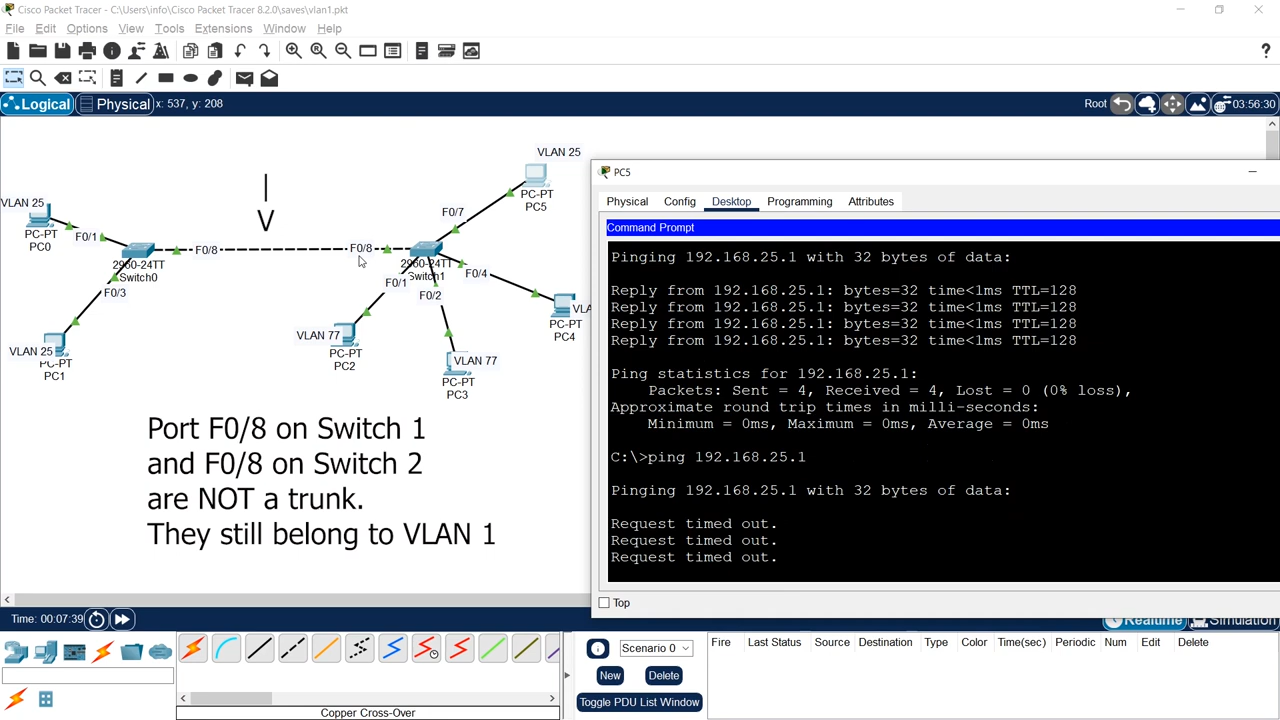 Cisco Packet Tracer - C:\Users\info\Cisco Packet Tracer 8.2.0\saves\vlan1.pkt
File Edit Options View Tools Extensions Window Help
Logical Physical x: 537, y: 208 Root 03:56:30
VLAN 25
PC-PT
PC5
VLAN 25
PC-PT
PC0
F0/1
F0/8
2960-24TT
Switch0
F0/3
VLAN 25
PC-PT
PC1
V
F0/7
F0/8
2960-24TT
Switch1
F0/4
F0/1
F0/2
PC-PT
PC4
VLAN 77
PC-PT
PC2
VLAN 77
PC-PT
PC3
Port F0/8 on Switch 1
and F0/8 on Switch 2
are NOT a trunk.
They still belong to VLAN 1
PC5
Physical Config Desktop Programming Attributes
Command Prompt
Pinging 192.168.25.1 with 32 bytes of data:
Reply from 192.168.25.1: bytes=32 time<1ms TTL=128
Reply from 192.168.25.1: bytes=32 time<1ms TTL=128
Reply from 192.168.25.1: bytes=32 time<1ms TTL=128
Reply from 192.168.25.1: bytes=32 time<1ms TTL=128
Ping statistics for 192.168.25.1:
Packets: Sent = 4, Received = 4, Lost = 0 (0% loss),
Approximate round trip times in milli-seconds:
Minimum = 0ms, Maximum = 0ms, Average = 0ms
C:\>ping 192.168.25.1
Pinging 192.168.25.1 with 32 bytes of data:
Request timed out.
Request timed out.
Request timed out.
Top
Time: 00:07:39 Realtime Simulation
Scenario 0
New Delete
Toggle PDU List Window
Fire Last Status Source Destination Type Color Time(sec) Periodic Num Edit Delete
Copper Cross-Over